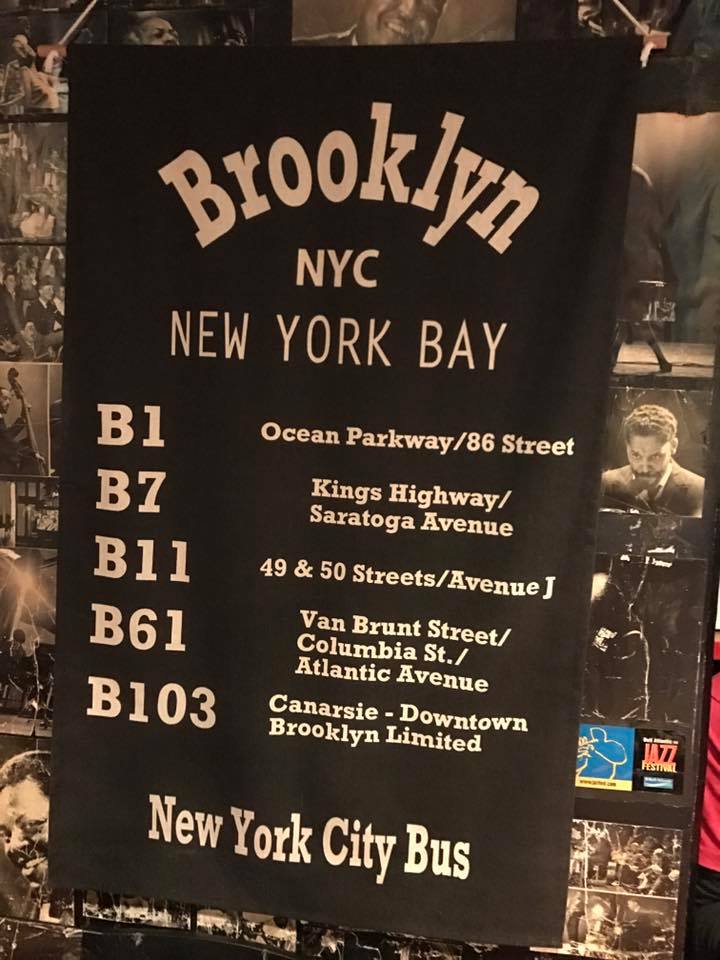 Brooklyn
NYC
NEW YORK BAY
B1 Ocean Parkway/86 Street
B7 Kings Highway/
Saratoga Avenue
B11 49 & 50 Streets/Avenue J
B61 Van Brunt Street/
Columbia St./
Atlantic Avenue
B103 Canarsie - Downtown
Brooklyn Limited
New York City Bus
JAZZ
FESTIVAL